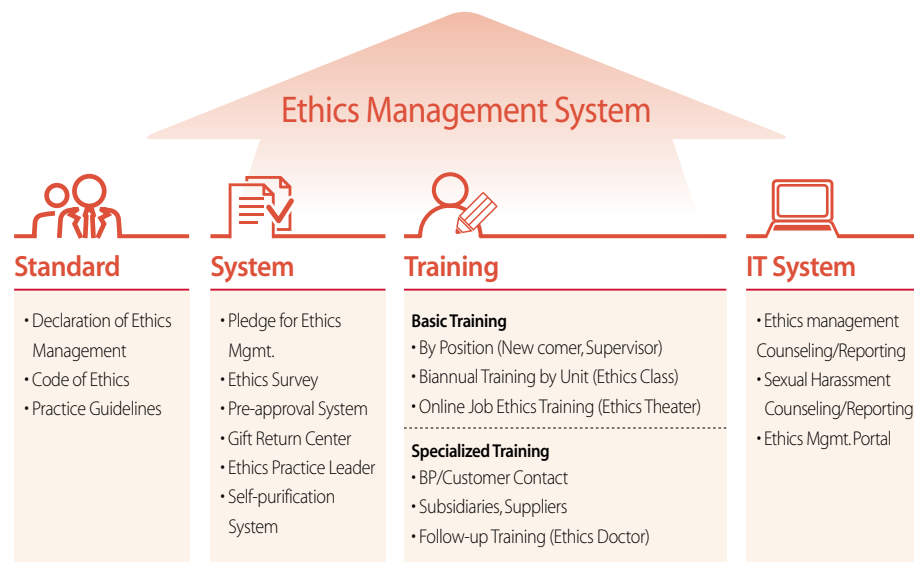 Ethics Management System
Standard
• Declaration of Ethics
Management
• Code of Ethics
• Practice Guidelines
System
• Pledge for Ethics
Mgmt.
• Ethics Survey
• Pre-approval System
• Gift Return Center
• Ethics Practice Leader
• Self-purification
System
Training
Basic Training
• By Position (New comer, Supervisor)
• Biannual Training by Unit (Ethics Class)
• Online Job Ethics Training (Ethics Theater)
Specialized Training
• BP/Customer Contact
• Subsidiaries, Suppliers
• Follow-up Training (Ethics Doctor)
IT System
• Ethics management
Counseling/Reporting
• Sexual Harassment
Counseling/Reporting
• Ethics Mgmt. Portal